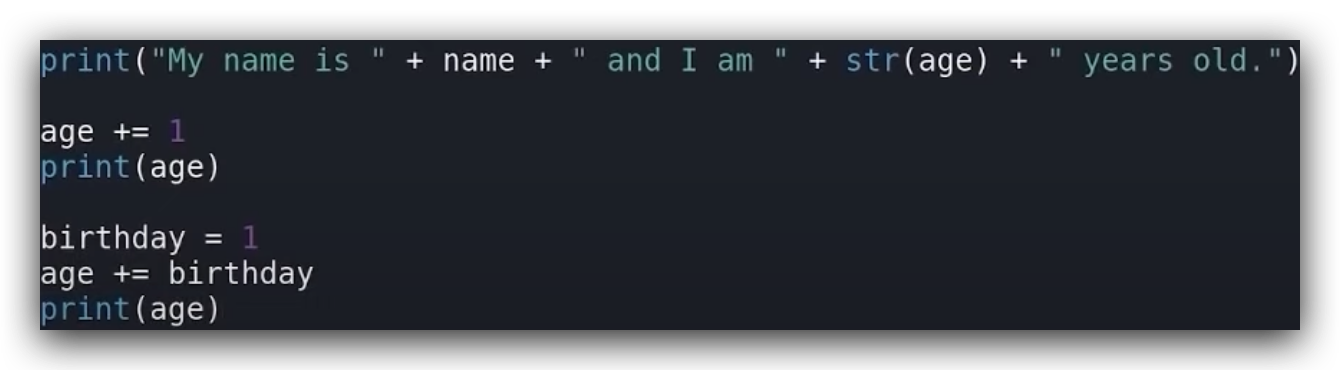 print("My name is " + name + " and I am " + str(age) + " years old.")
age += 1
print(age)
birthday = 1
age += birthday
print(age)